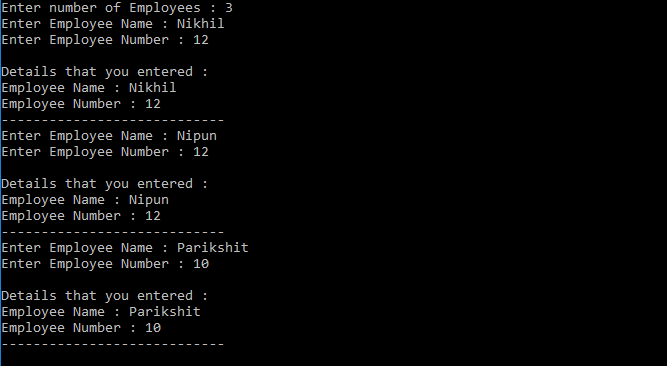 Enter number of Employees : 3
Enter Employee Name : Nikhil
Enter Employee Number : 12

Details that you entered :
Employee Name : Nikhil
Employee Number : 12
----------------------------
Enter Employee Name : Nipun
Enter Employee Number : 12

Details that you entered :
Employee Name : Nipun
Employee Number : 12
----------------------------
Enter Employee Name : Parikshit
Enter Employee Number : 10

Details that you entered :
Employee Name : Parikshit
Employee Number : 10
----------------------------